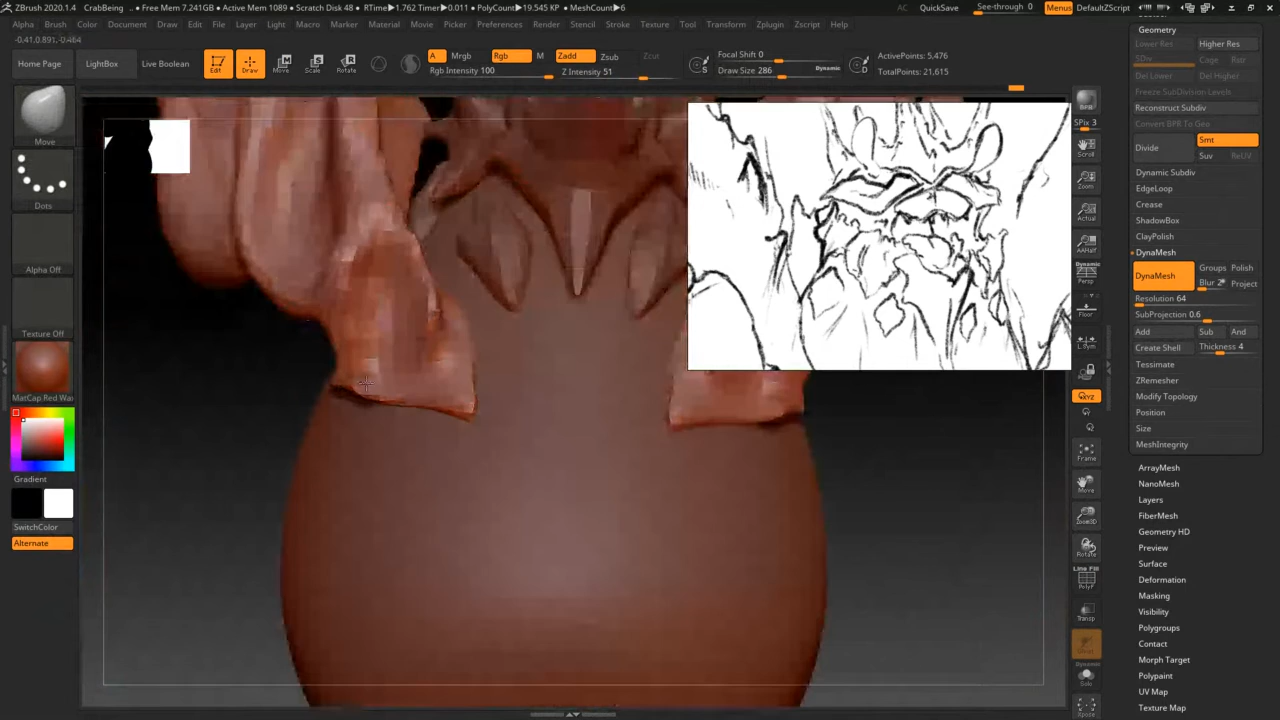 ZBrush 2020.1.4 CrabBeing .. • Free Mem 7.241GB • Active Mem 1089 • Scratch Disk 48 • RTime▶1.762 Timer▶0.011 • PolyCount▶19.545 KP • MeshCount▶6 AC QuickSave See-through 0 Menus DefaultZScript
Alpha Brush Color Document Draw Edit File Layer Light Macro Marker Material Movie Picker Preferences Render Stencil Stroke Texture Tool Transform Zplugin Zscript Help
-0.41,0.891,-0.464
Home Page LightBox Live Boolean
Edit Draw Move Scale Rotate
A Mrgb Rgb M Zadd Zsub Zcut
Rgb Intensity 100 Z Intensity 51
S Focal Shift 0
Draw Size 286 Dynamic D
ActivePoints: 5,476
TotalPoints: 21,615
Move
Dots
Alpha Off
Texture Off
MatCap Red Wa
Gradient
SwitchColor
Alternate
BPR
SPix 3
Scroll
Zoom
Actual
AAHalf
Dynamic
Persp
Floor
L.Sym
XYZ
Frame
Move
Zoom3D
Rotate
Line Fill
PolyF
Transp
Dynamic
Solo
Xpose
Geometry
Lower Res Higher Res
SDiv Cage Rstr
Del Lower Del Higher
Freeze SubDivision Levels
Reconstruct Subdiv
Convert BPR To Geo
Divide Smt
Suv ReUV
Dynamic Subdiv
EdgeLoop
Crease
ShadowBox
ClayPolish
DynaMesh
DynaMesh Groups Polish
Blur 2 Project
Resolution 64
SubProjection 0.6
Add Sub And
Create Shell Thickness 4
Tessimate
ZRemesher
Modify Topology
Position
Size
MeshIntegrity
ArrayMesh
NanoMesh
Layers
FiberMesh
Geometry HD
Preview
Surface
Deformation
Masking
Visibility
Polygroups
Contact
Morph Target
Polypaint
UV Map
Texture Map